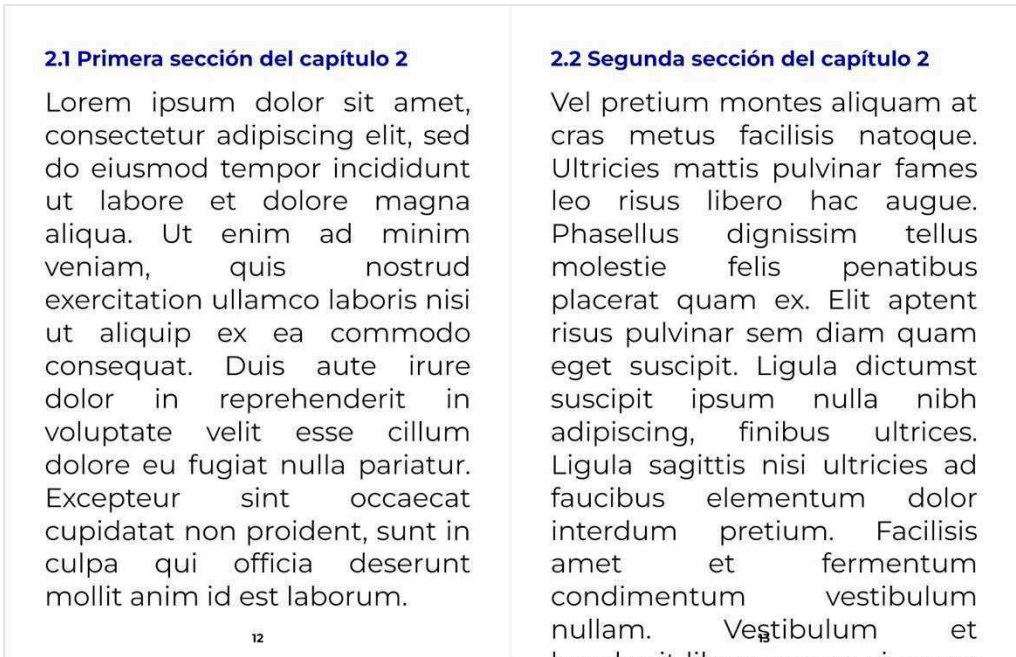 2.1 Primera sección del capítulo 2
Lorem ipsum dolor sit amet,
consectetur adipiscing elit, sed
do eiusmod tempor incididunt
ut labore et dolore magna
aliqua. Ut enim ad minim
veniam, quis nostrud
exercitation ullamco laboris nisi
ut aliquip ex ea commodo
consequat. Duis aute irure
dolor in reprehenderit in
voluptate velit esse cillum
dolore eu fugiat nulla pariatur.
Excepteur sint occaecat
cupidatat non proident, sunt in
culpa qui officia deserunt
mollit anim id est laborum.
12
2.2 Segunda sección del capítulo 2
Vel pretium montes aliquam at
cras metus facilisis natoque.
Ultricies mattis pulvinar fames
leo risus libero hac augue.
Phasellus dignissim tellus
molestie felis penatibus
placerat quam ex. Elit aptent
risus pulvinar sem diam quam
eget suscipit. Ligula dictumst
suscipit ipsum nulla nibh
adipiscing, finibus ultrices.
Ligula sagittis nisi ultricies ad
faucibus elementum dolor
interdum pretium. Facilisis
amet et fermentum
condimentum vestibulum
nullam. Vestibulum et
13